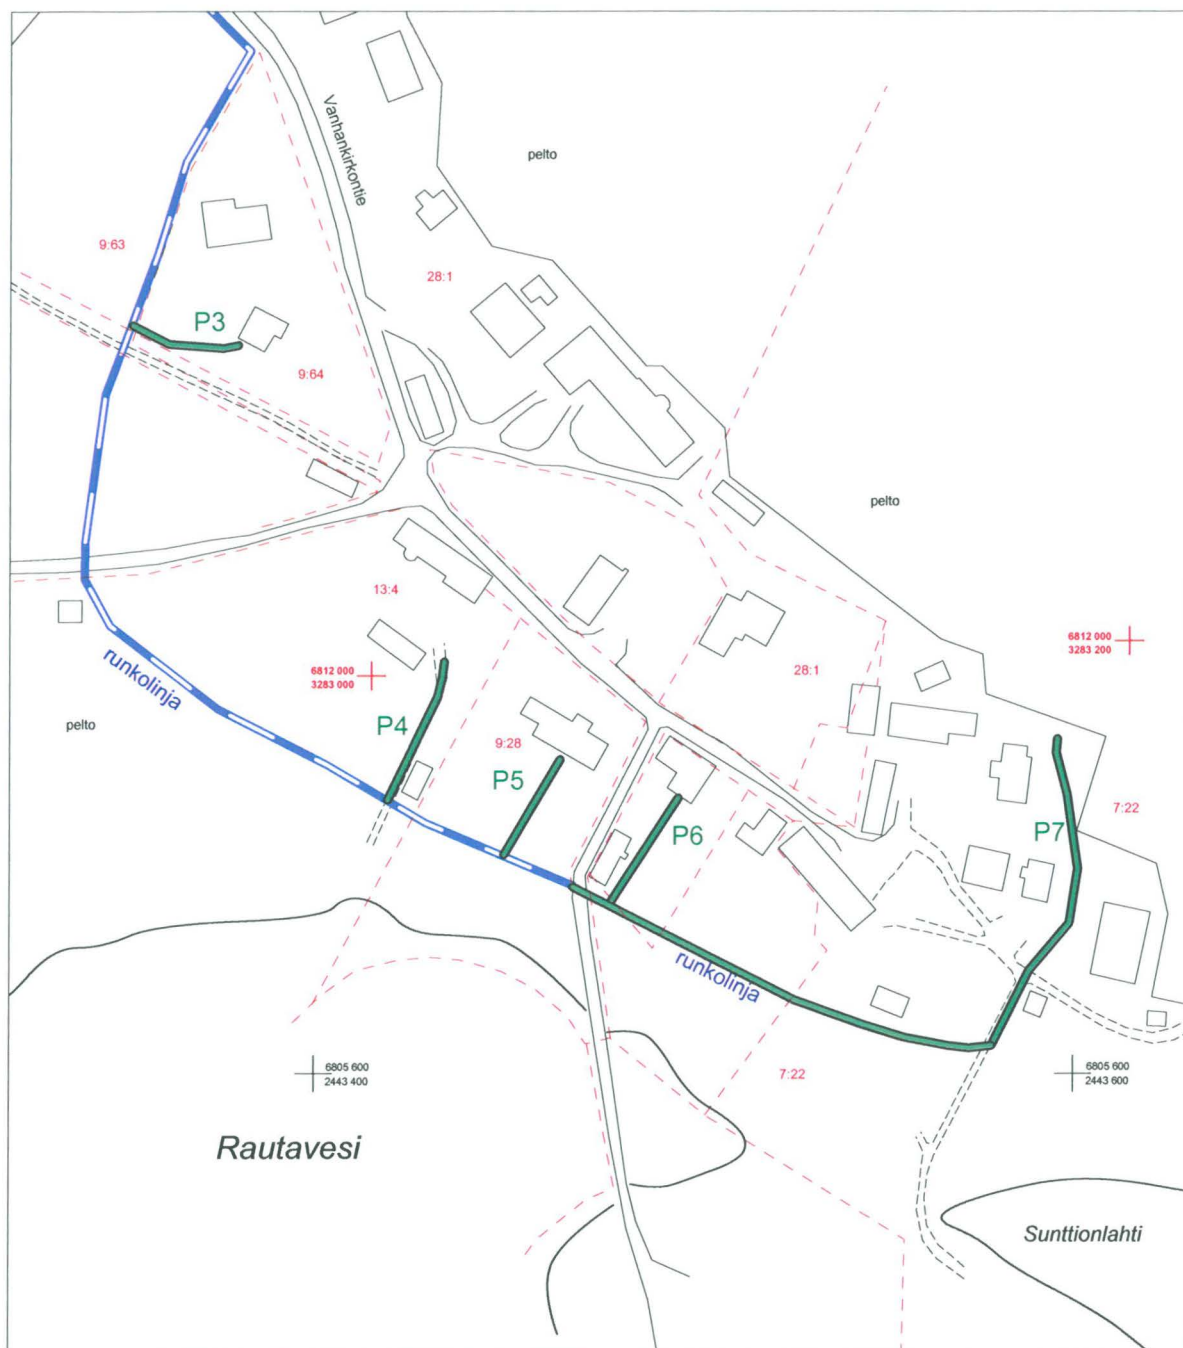 Vanhankirkontie
pelto
9:63
28:1
P3
9:64
pelto
13:4
6812 000
3283 200
runkolinja
6812 000
3283 000
28:1
pelto
P4
9:28
P5
P6
P7
7:22
runkolinja
7:22
6805 600
2443 400
6805 600
2443 600
Rautavesi
Sunttionlahti